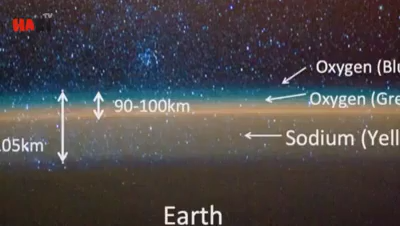 Oxygen (Blu
Oxygen (Gre
90-100km
Sodium (Yell
05km
Earth